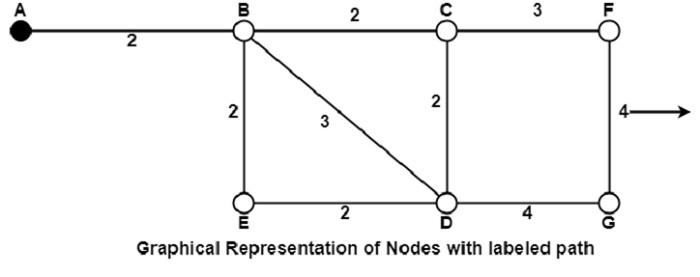 A B C F
2 2 3
2 3 2 4
E 2 D 4 G
Graphical Representation of Nodes with labeled path